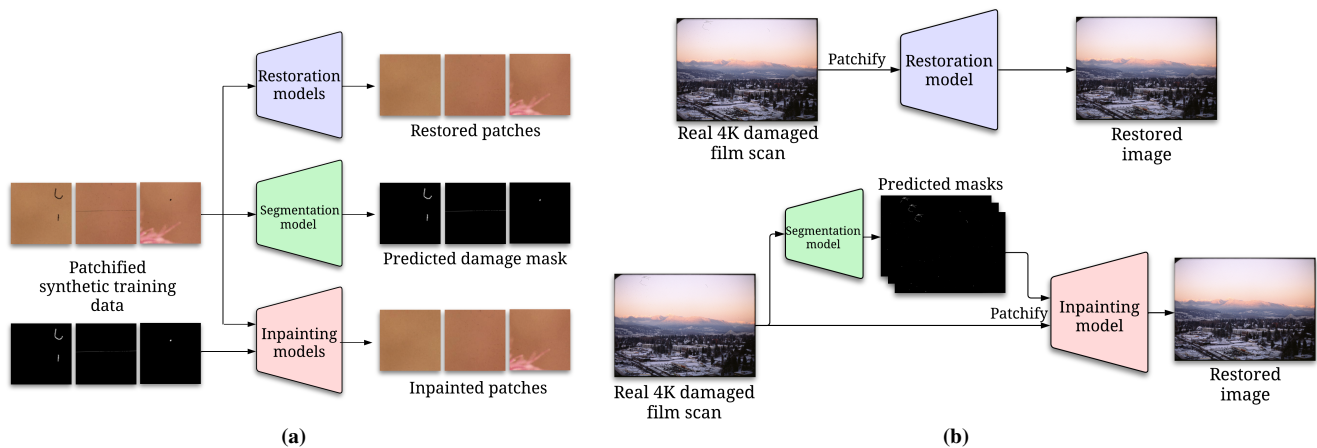 Restoration
models
Restored patches
Segmentation
model
Predicted damage mask
Patchified
synthetic training
data
Inpainting
models
Inpainted patches
(a)
Patchify
Restoration
model
Real 4K damaged
film scan
Restored
image
Predicted masks
Segmentation
model
Patchify
Inpainting
model
Real 4K damaged
film scan
Restored
image
(b)